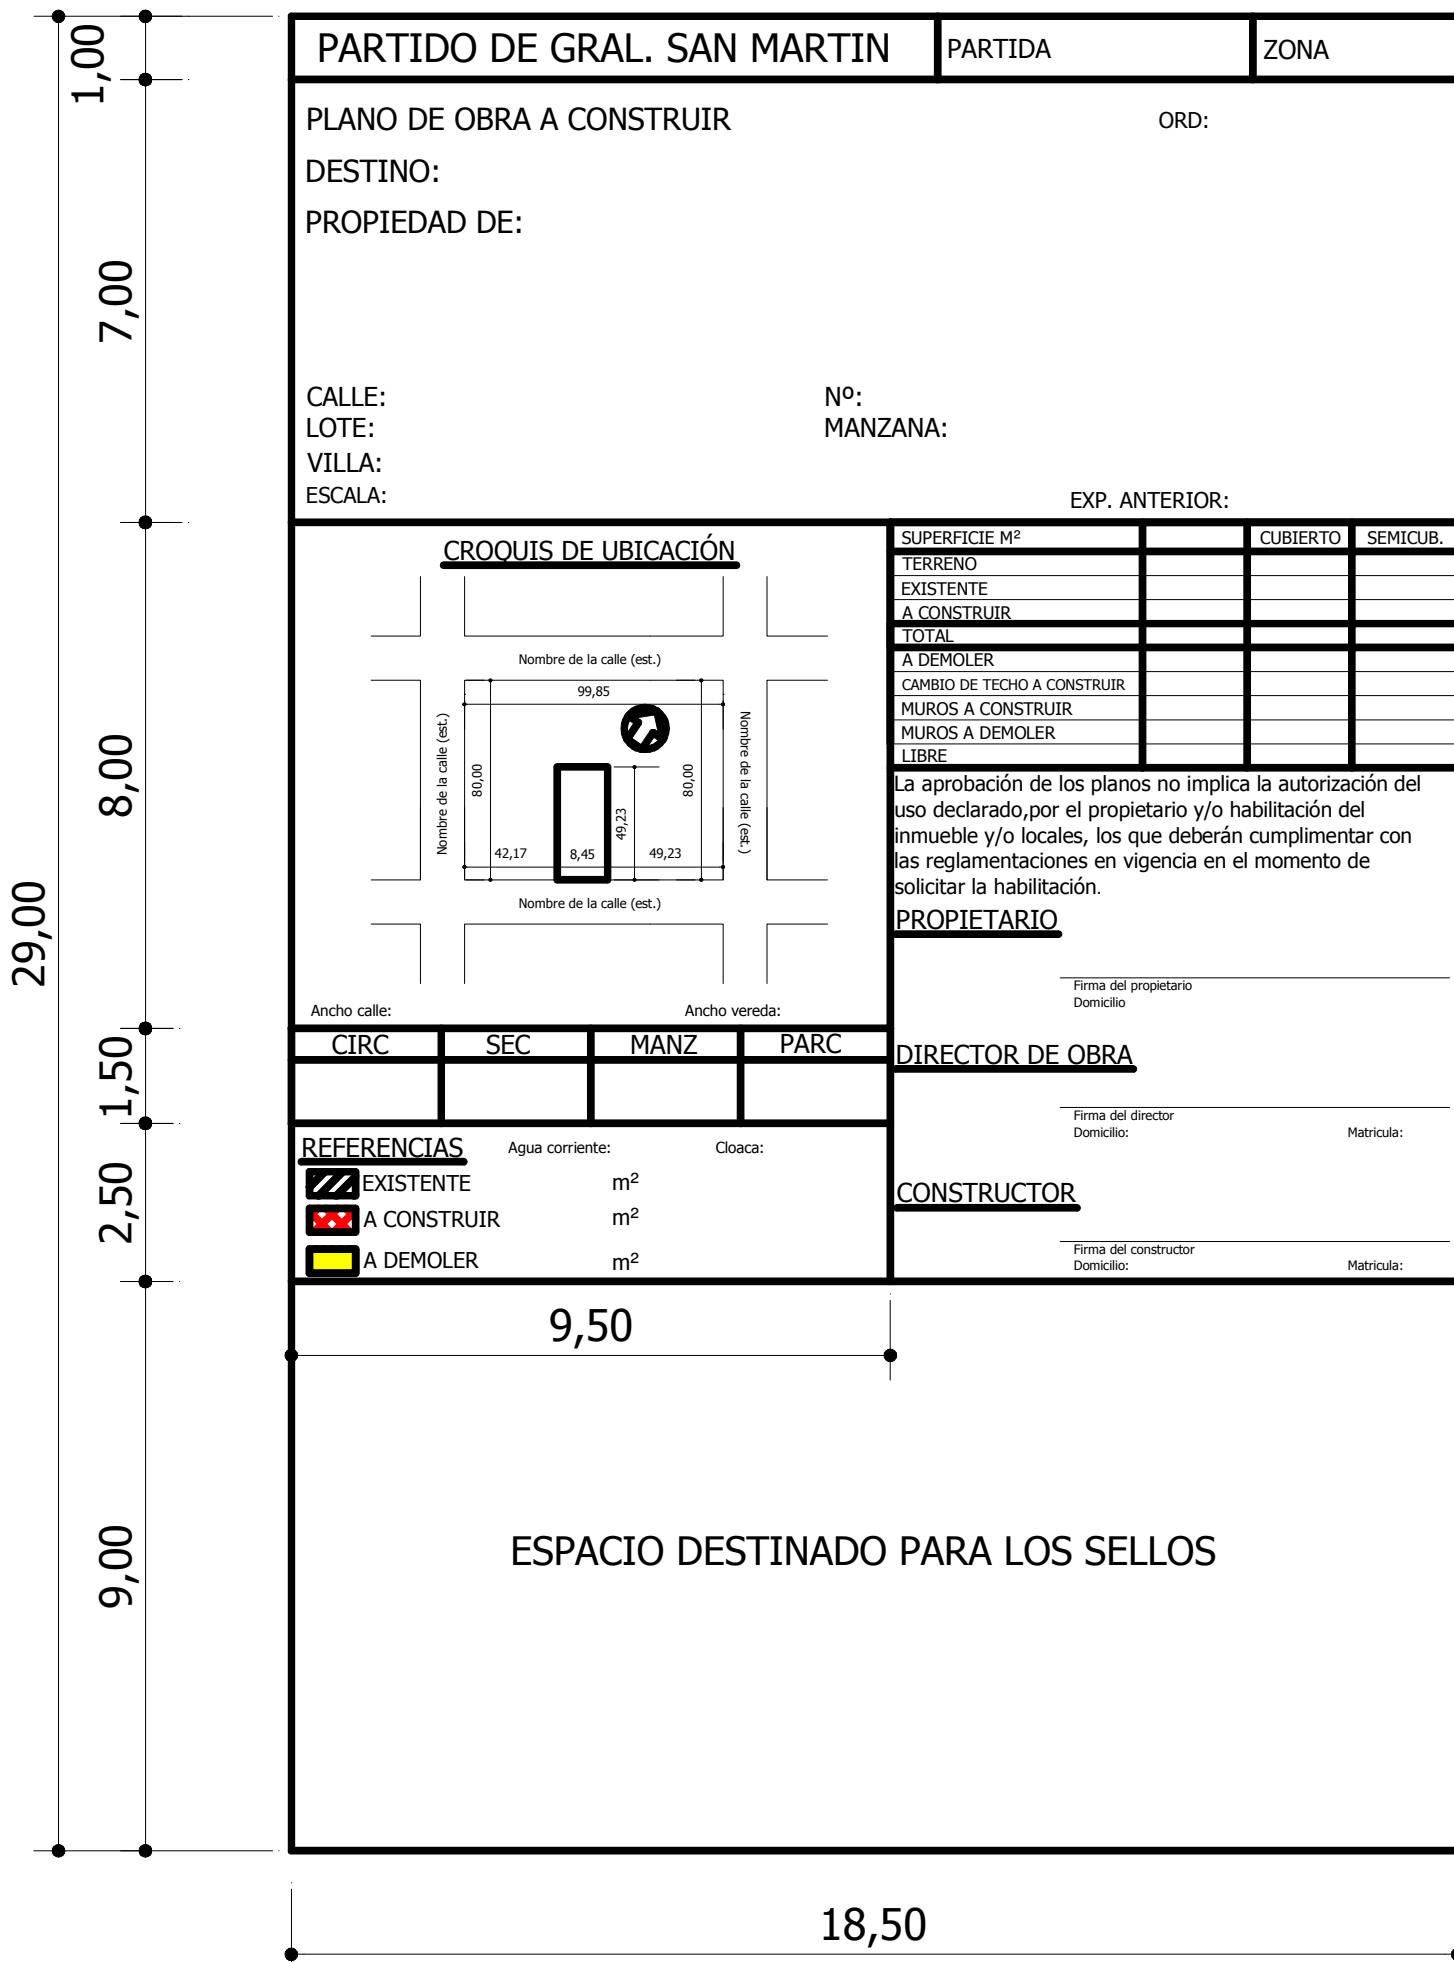 PARTIDO DE GRAL. SAN MARTIN PARTIDA ZONA
1,00
PLANO DE OBRA A CONSTRUIR ORD:
DESTINO:
PROPIEDAD DE:
7,00
CALLE: Nº:
LOTE: MANZANA:
VILLA:
ESCALA: EXP. ANTERIOR:
CROQUIS DE UBICACIÓN
Nombre de la calle (est.)
99,85
Nombre de la calle (est.)
80,00
80,00
Nombre de la calle (est.)
49,23
42,17 8,45 49,23
Nombre de la calle (est.)
Ancho calle: Ancho vereda:
8,00
29,00
SUPERFICIE M² CUBIERTO SEMICUB.
TERRENO
EXISTENTE
A CONSTRUIR
TOTAL
A DEMOLER
CAMBIO DE TECHO A CONSTRUIR
MUROS A CONSTRUIR
MUROS A DEMOLER
LIBRE
La aprobación de los planos no implica la autorización del
uso declarado,por el propietario y/o habilitación del
inmueble y/o locales, los que deberán cumplimentar con
las reglamentaciones en vigencia en el momento de
solicitar la habilitación.
PROPIETARIO
Firma del propietario
Domicilio
CIRC SEC MANZ PARC
1,50
DIRECTOR DE OBRA
Firma del director
Domicilio: Matricula:
REFERENCIAS Agua corriente: Cloaca:
EXISTENTE m²
A CONSTRUIR m²
A DEMOLER m²
2,50
CONSTRUCTOR
Firma del constructor
Domicilio: Matricula:
9,50
ESPACIO DESTINADO PARA LOS SELLOS
9,00
18,50